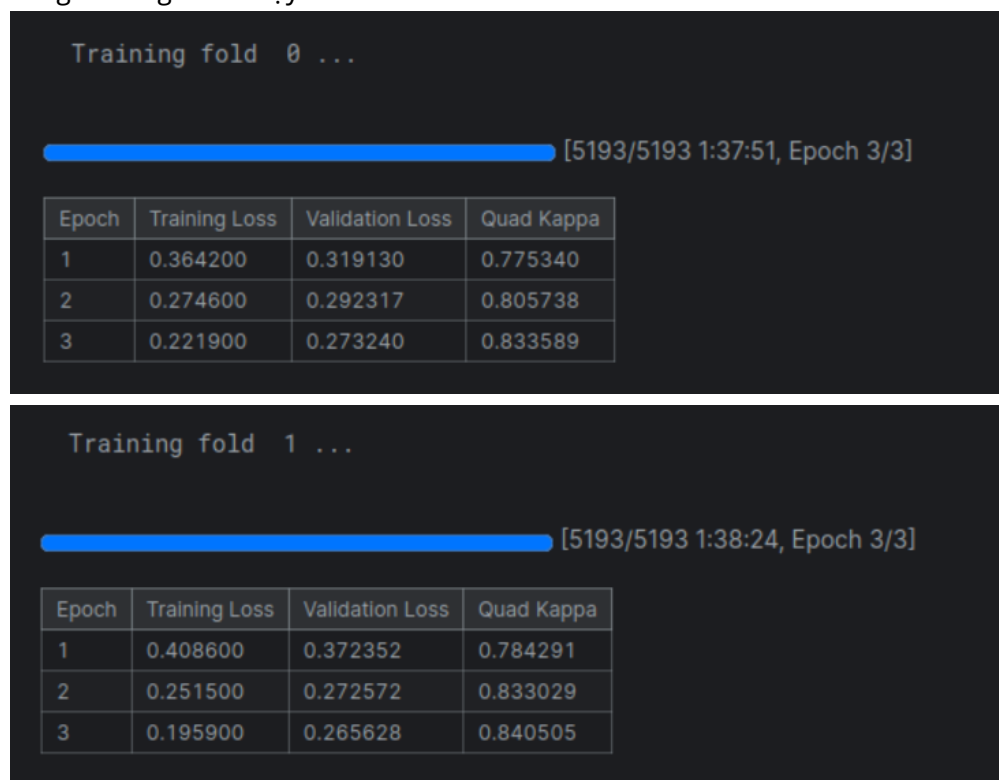 Training fold 0 ...
[5193/5193 1:37:51, Epoch 3/3]
Epoch Training Loss Validation Loss Quad Kappa
1 0.364200 0.319130 0.775340
2 0.274600 0.292317 0.805738
3 0.221900 0.273240 0.833589
Training fold 1 ...
[5193/5193 1:38:24, Epoch 3/3]
Epoch Training Loss Validation Loss Quad Kappa
1 0.408600 0.372352 0.784291
2 0.251500 0.272572 0.833029
3 0.195900 0.265628 0.840505